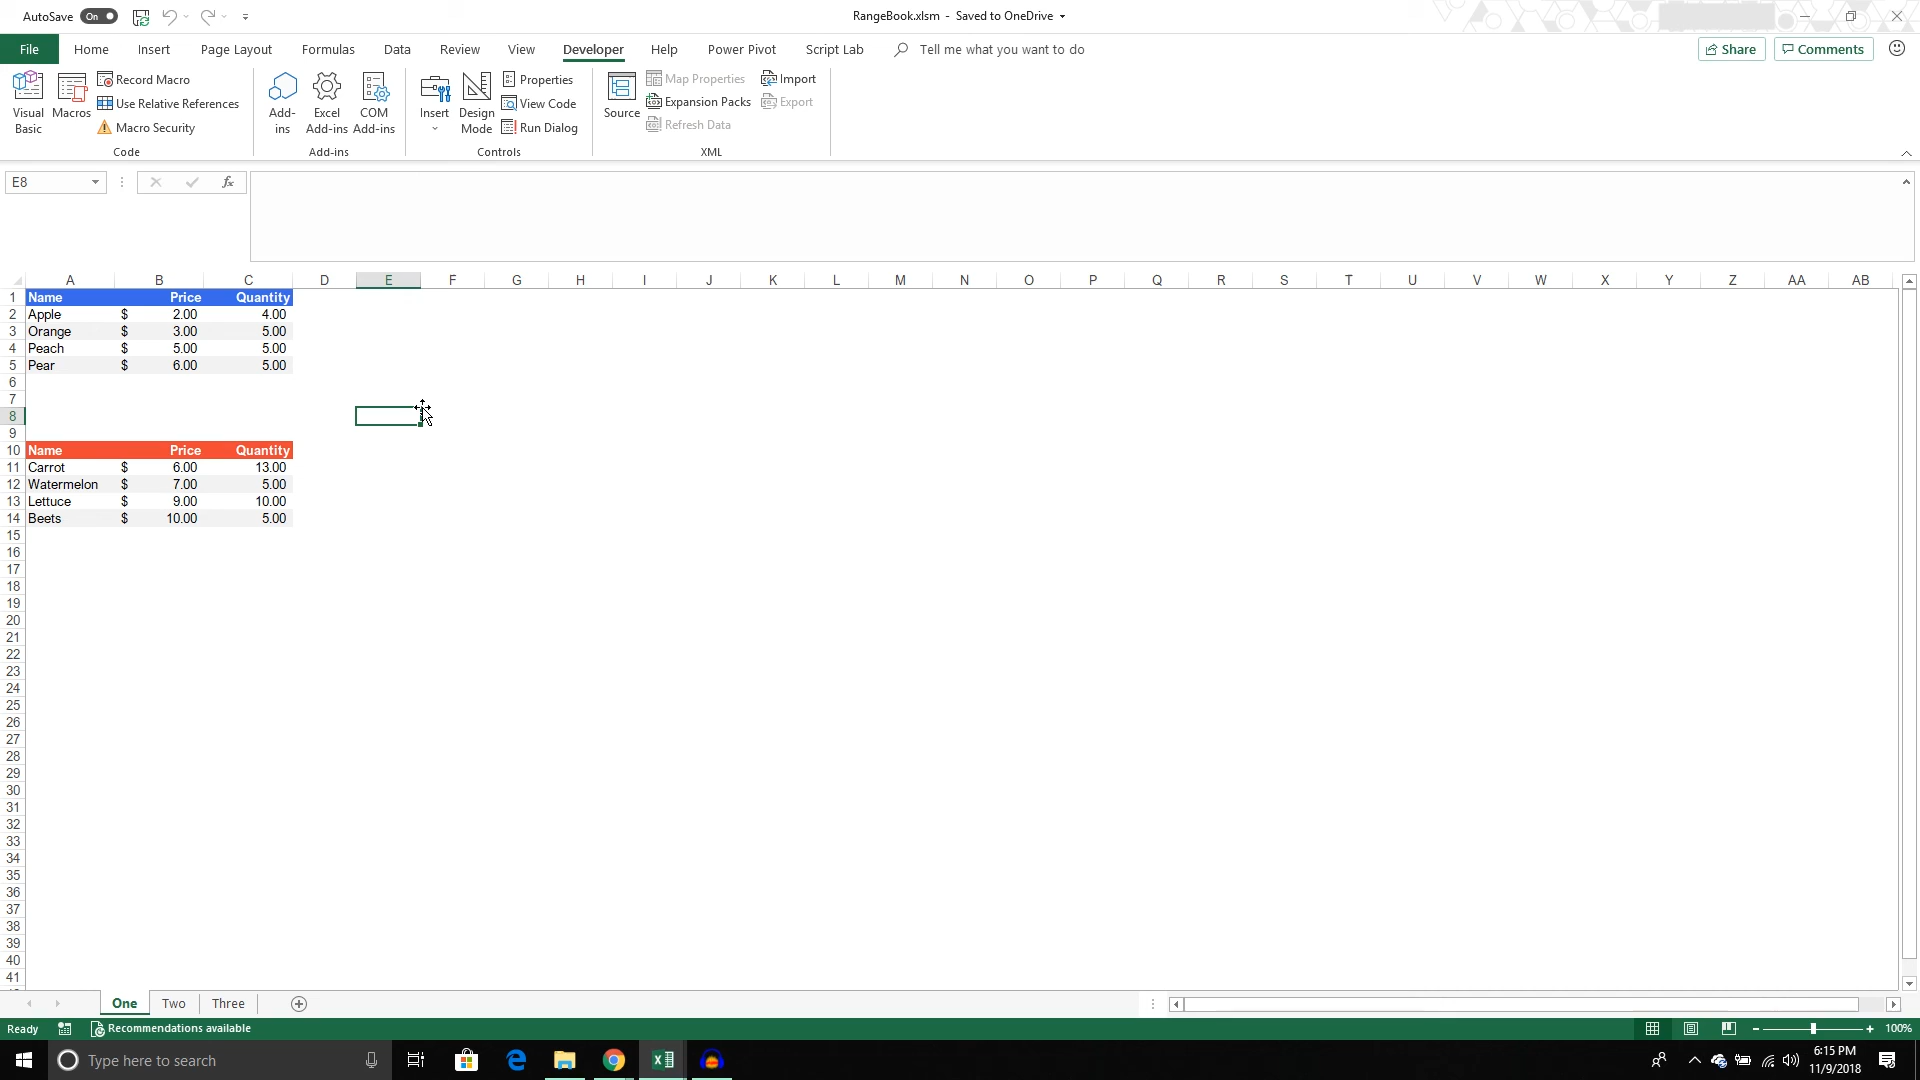 AutoSave On RangeBook.xlsm - Saved to OneDrive
File Home Insert Page Layout Formulas Data Review View Developer Help Power Pivot Script Lab Tell me what you want to do Share Comments
Visual Basic
Macros
Record Macro
Use Relative References
Macro Security
Code
Add-ins
Excel Add-ins
COM Add-ins
Add-ins
Insert
Design Mode
Properties
View Code
Run Dialog
Controls
Source
Map Properties
Expansion Packs
Refresh Data
Import
Export
XML
E8 fx
A B C D E F G H I J K L M N O P Q R S T U V W X Y Z AA AB
1 Name Price Quantity
2 Apple $ 2.00 4.00
3 Orange $ 3.00 5.00
4 Peach $ 5.00 5.00
5 Pear $ 6.00 5.00
6
7
8
9
10 Name Price Quantity
11 Carrot $ 6.00 13.00
12 Watermelon $ 7.00 5.00
13 Lettuce $ 9.00 10.00
14 Beets $ 10.00 5.00
15
16
17
18
19
20
21
22
23
24
25
26
27
28
29
30
31
32
33
34
35
36
37
38
39
40
41
One Two Three
Ready Recommendations available 100%
Type here to search 6:15 PM
11/9/2018